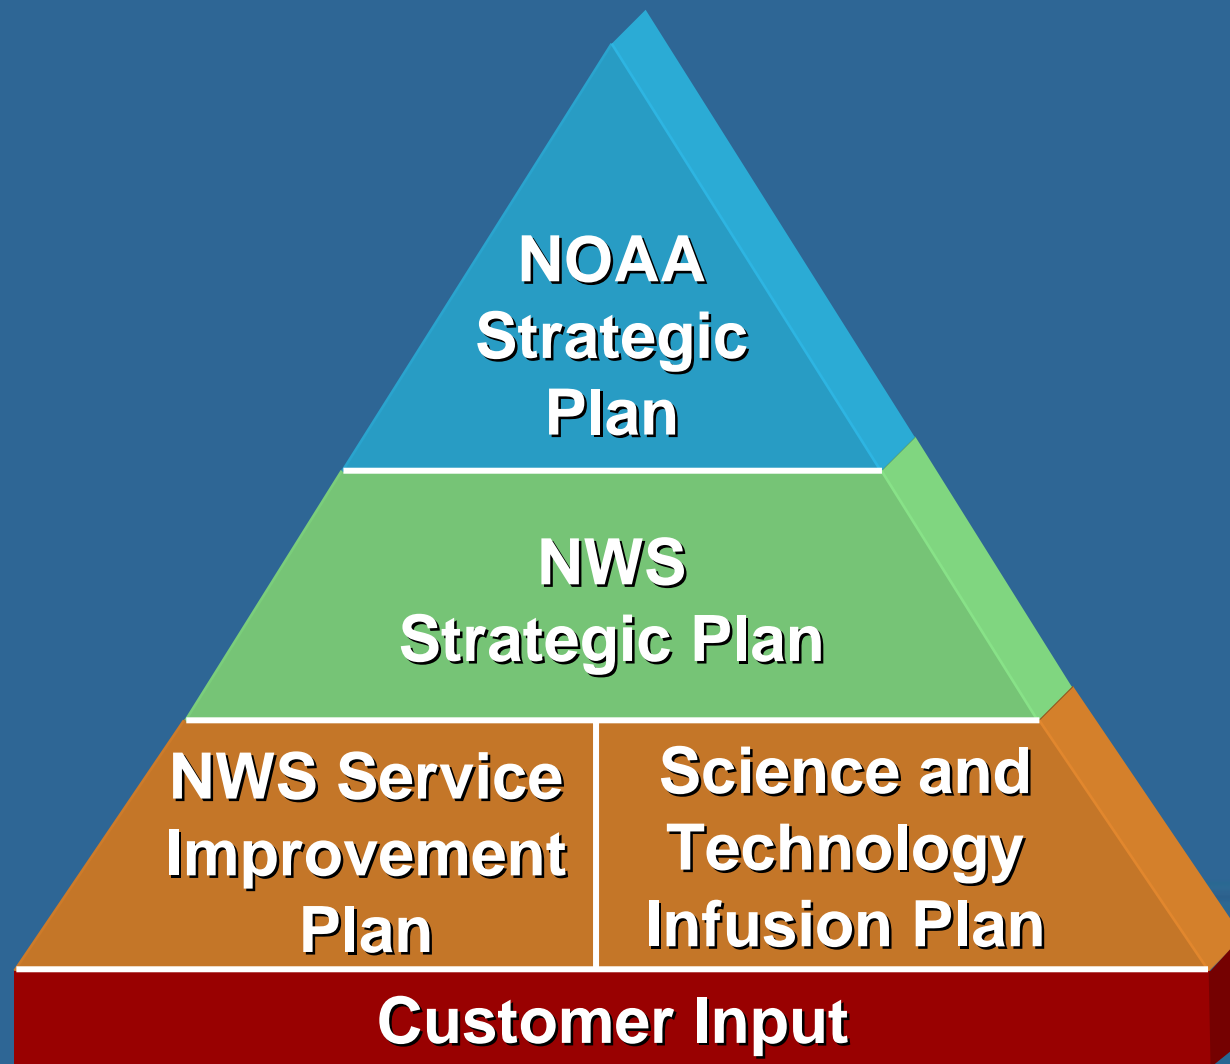 NOAA
Strategic
Plan
NWS
Strategic Plan
NWS Service
Improvement
Plan
Science and
Technology
Infusion Plan
Customer Input